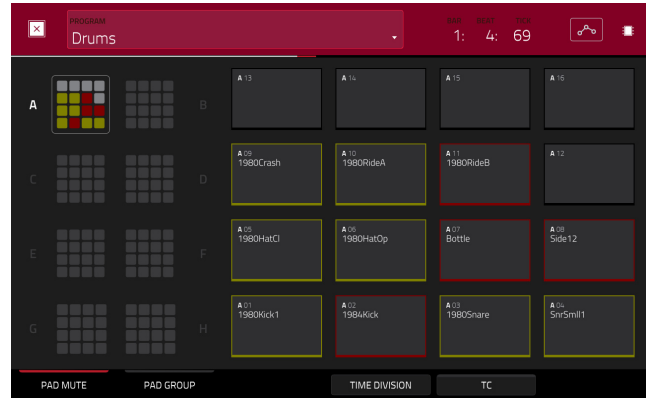 PROGRAM
Drums
BAR BEAT TICK
1: 4: 69
A
B
C
D
E
F
G
H
A 13
A 14
A 15
A 16
A 09
1980Crash
A 10
1980RideA
A 11
1980RideB
A 12
A 05
1980HatCl
A 06
1980HatOp
A 07
Bottle
A 08
Side12
A 01
1980Kick1
A 02
1984Kick
A 03
1980Snare
A 04
SnrSmll1
PAD MUTE
PAD GROUP
TIME DIVISION
TC